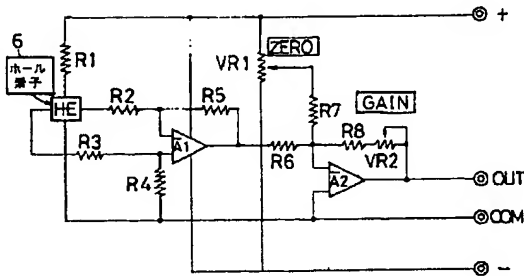 6
ホール
素子
HE
R1
R2
R3
R4
R5
A1
VR1
ZERO
R7
R6
GAIN
R8
VR2
A2
+
OUT
COM
-